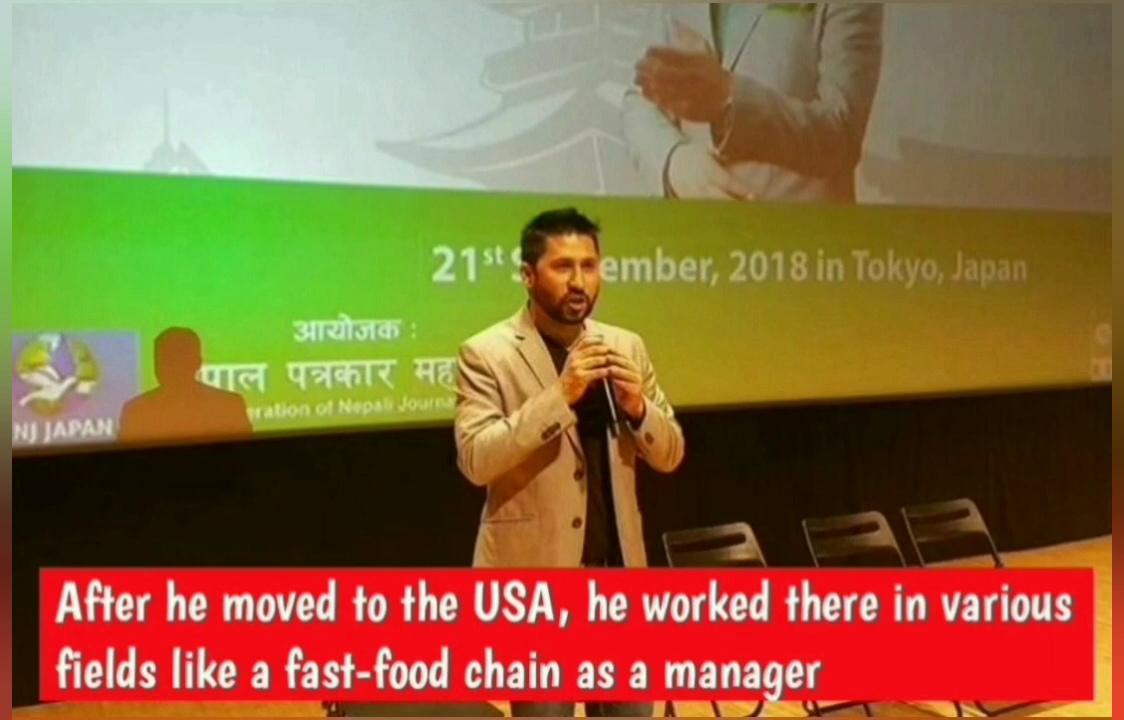 21st S ember, 2018 in Tokyo, Japan
आयोजक :
पाल पत्रकार मह
eration of Nepali Journa
NJ JAPAN
After he moved to the USA, he worked there in various
fields like a fast-food chain as a manager